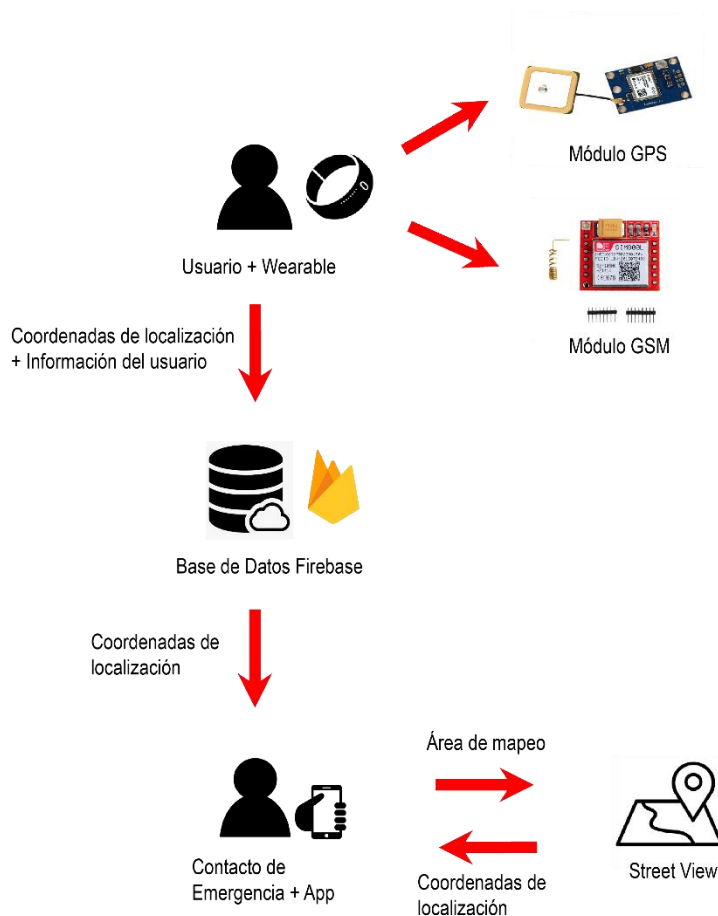 Módulo GPS
SIM800L
Módulo GSM
Usuario + Wearable
Coordenadas de localización
+ Información del usuario
Base de Datos Firebase
Coordenadas de
localización
Área de mapeo
Contacto de
Emergencia + App
Coordenadas de
localización
Street View